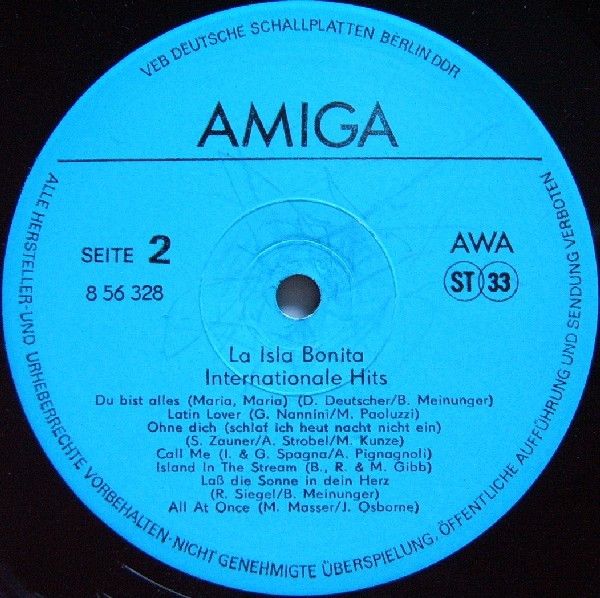 VEB DEUTSCHE SCHALLPLATTEN BERLIN DDR
AMIGA
SEITE 2
8 56 328
AWA
ST 33
La Isla Bonita
Internationale Hits
Du bist alles (Maria, Maria) (D. Deutscher/B. Meinunger)
Latin Lover (G. Nannini/M. Paoluzzi)
Ohne dich (schlaf ich heut nacht nicht ein)
(S. Zauner/A. Strobel/M. Kunze)
Call Me (I. & G. Spagna/A. Pignagnoli)
Island In The Stream (B., R. & M. Gibb)
Laß die Sonne in dein Herz
(R. Siegel/B. Meinunger)
All At Once (M. Masser/J. Osborne)
ALLE HERSTELLER-UND URHEBERRECHTE VORBEHALTEN·NICHT GENEHMIGTE ÜBERSPIELUNG, ÖFFENTLICHE AUFFÜHRUNG UND SENDUNG VERBOTEN